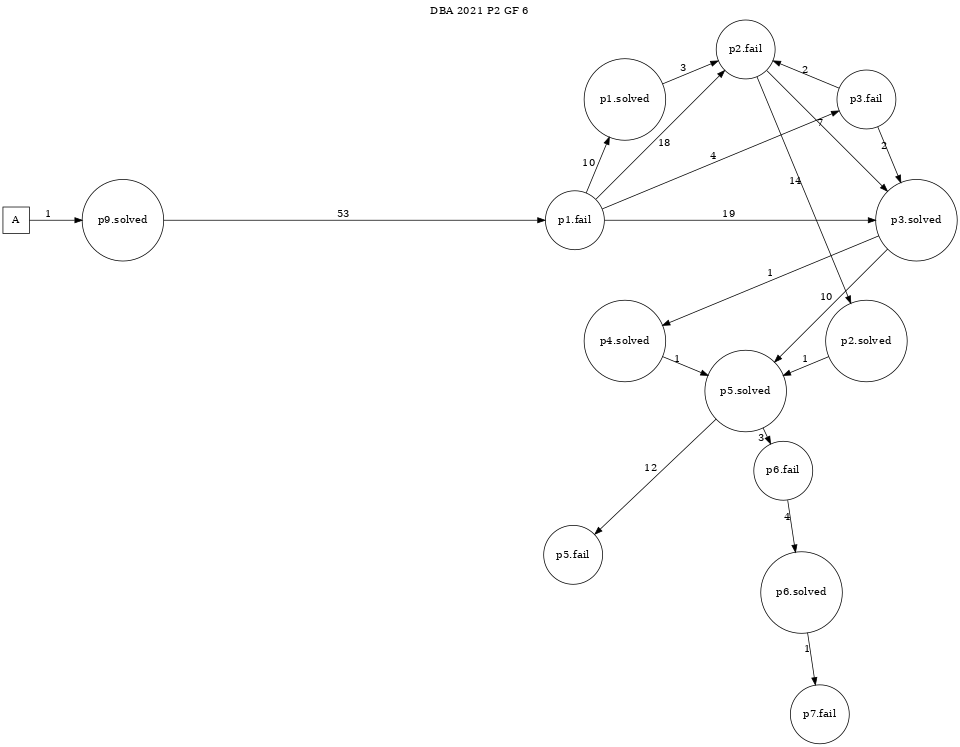 DBA 2021 P2 GF 6
p2.fail
3
2
p1.solved
p3.fail
7
18
2
4
10
14
A
1
p9.solved
53
p1.fail
19
p3.solved
1
10
p4.solved
p2.solved
1
1
p5.solved
3
12
p6.fail
4
p5.fail
p6.solved
1
p7.fail